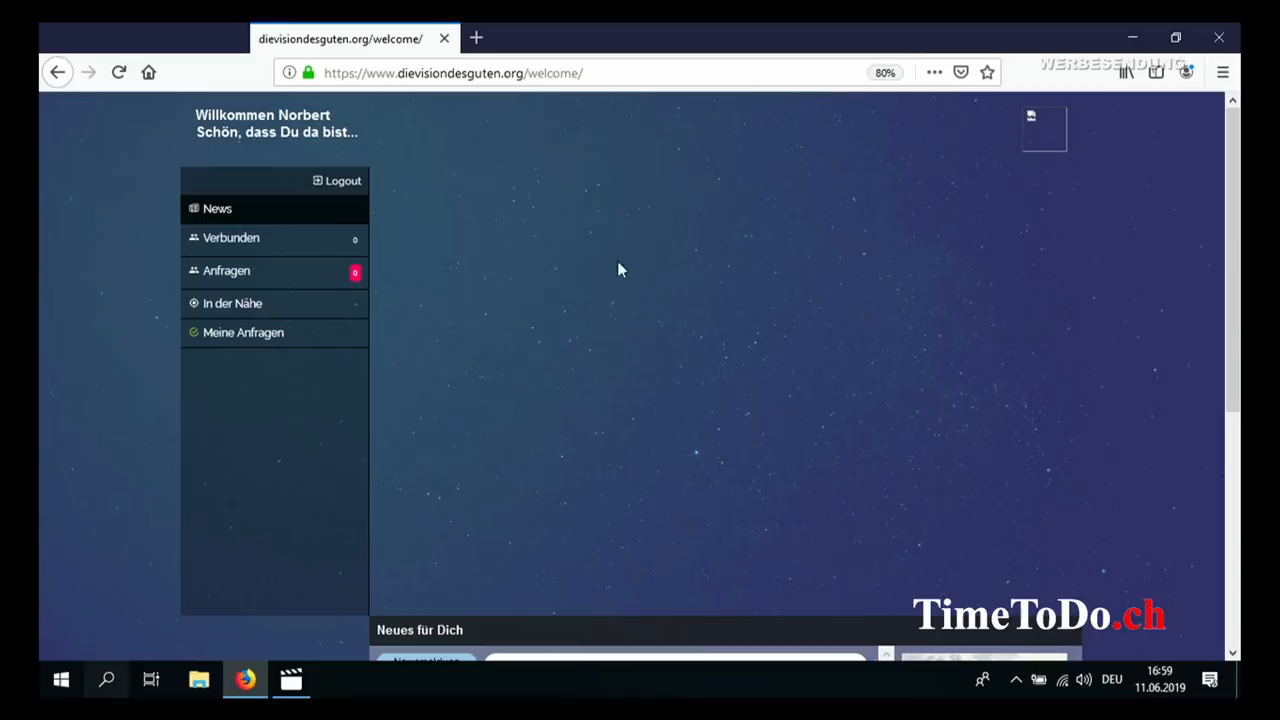 dievisiondesguten.org/welcome/
https://www.dievisiondesguten.org/welcome/
80%
WERBESENDUNG
Willkommen Norbert
Schön, dass Du da bist...
Logout
News
Verbunden 0
Anfragen 0
In der Nähe -
Meine Anfragen
TimeToDo.ch
Neues für Dich
DEU
16:59
11.06.2019